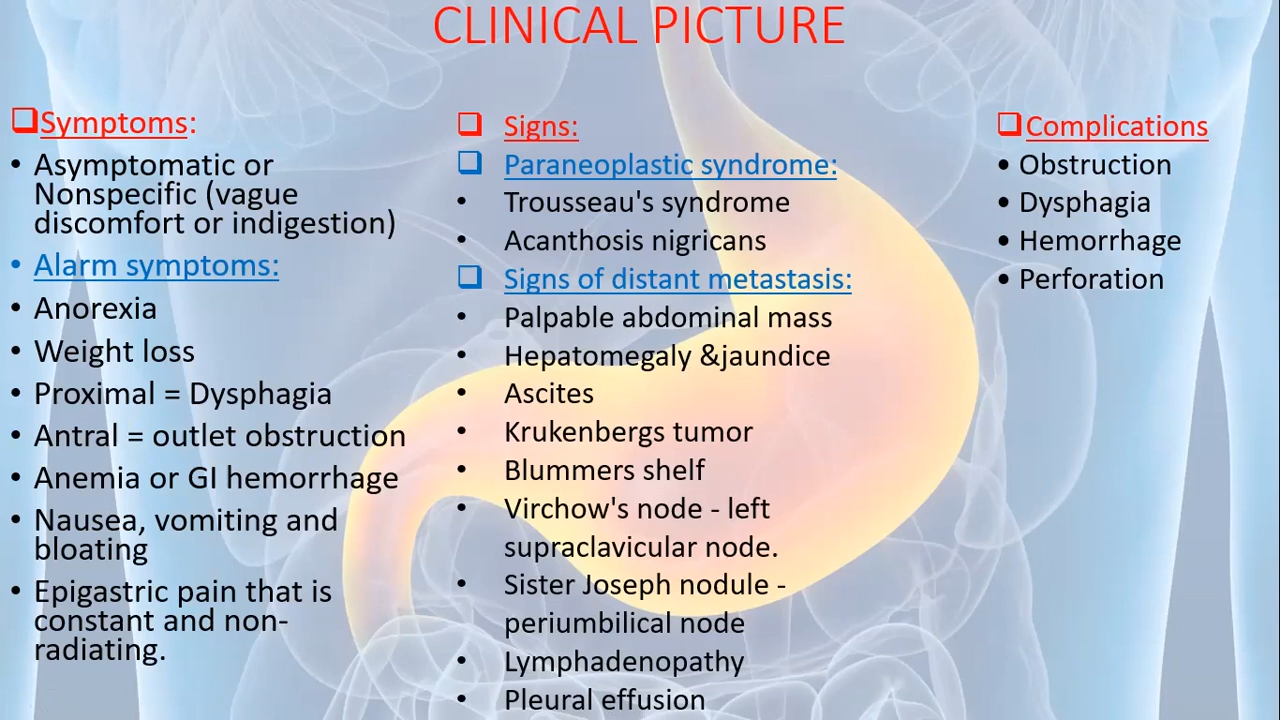 CLINICAL PICTURE
❑Symptoms:
• Asymptomatic or
Nonspecific (vague
discomfort or indigestion)
• Alarm symptoms:
• Anorexia
• Weight loss
• Proximal = Dysphagia
• Antral = outlet obstruction
• Anemia or GI hemorrhage
• Nausea, vomiting and
bloating
• Epigastric pain that is
constant and non-
radiating.
❑ Signs:
❑ Paraneoplastic syndrome:
• Trousseau's syndrome
• Acanthosis nigricans
❑ Signs of distant metastasis:
• Palpable abdominal mass
• Hepatomegaly &jaundice
• Ascites
• Krukenbergs tumor
• Blummers shelf
• Virchow's node - left
supraclavicular node.
• Sister Joseph nodule -
periumbilical node
• Lymphadenopathy
• Pleural effusion
❑Complications
• Obstruction
• Dysphagia
• Hemorrhage
• Perforation